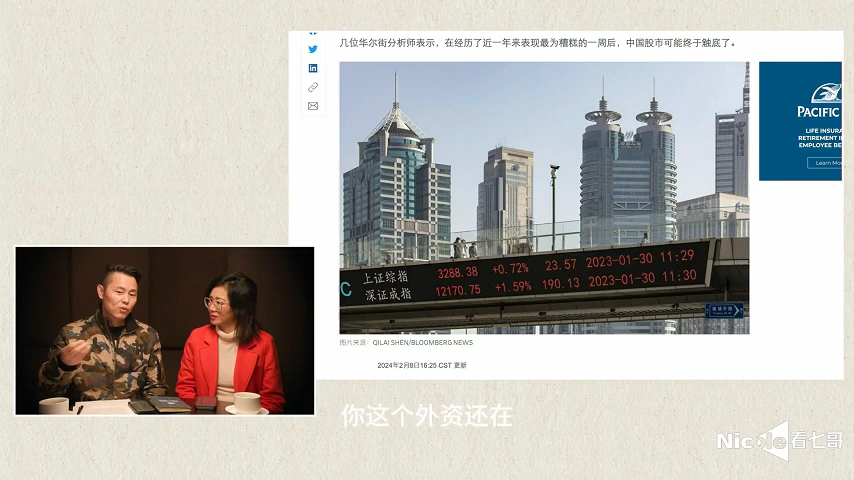 几位华尔街分析师表示，在经历了近一年来表现最为糟糕的一周后，中国股市可能终于触底了。
PACIFIC
LIFE INSURA
RETIREMENT I
EMPLOYEE BE
Learn Mor
上证综指 3288.38 +0.72% 23.57 2023-01-30 11:29
深证成指 12170.75 +1.59% 190.13 2023-01-30 11:30
图片来源：QILAI SHEN/BLOOMBERG NEWS
2024年2月8日16:25 CST 更新
你这个外资还在
Nicole看七哥